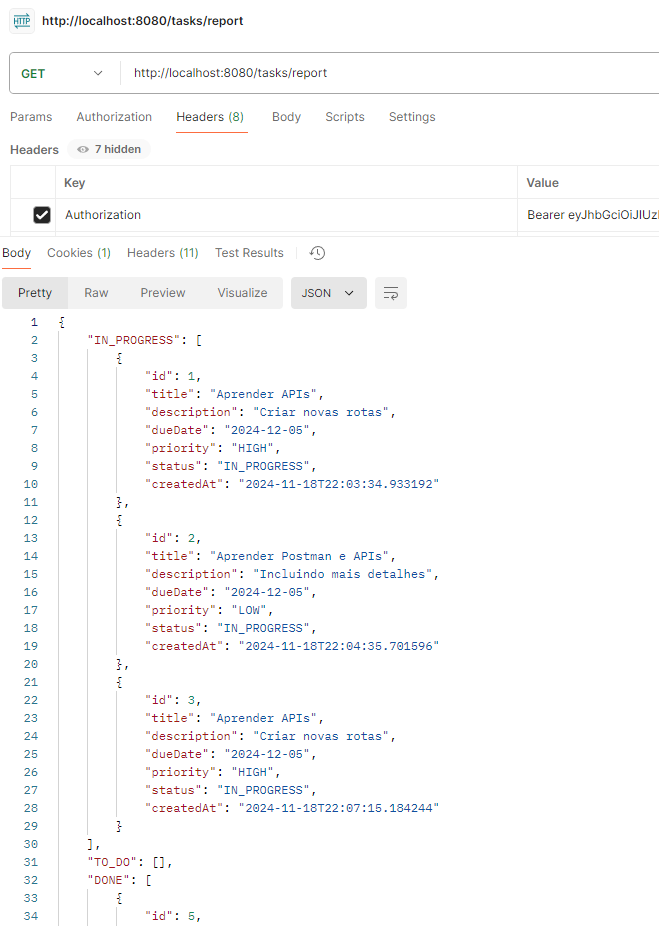 HTTP http://localhost:8080/tasks/report
GET http://localhost:8080/tasks/report
Params Authorization Headers (8) Body Scripts Settings
Headers 7 hidden
Key Value
Authorization Bearer eyJhbGciOiJIUzI
Body Cookies (1) Headers (11) Test Results
Pretty Raw Preview Visualize JSON
1 {
2 "IN_PROGRESS": [
3 {
4 "id": 1,
5 "title": "Aprender APIs",
6 "description": "Criar novas rotas",
7 "dueDate": "2024-12-05",
8 "priority": "HIGH",
9 "status": "IN_PROGRESS",
10 "createdAt": "2024-11-18T22:03:34.933192"
11 },
12 {
13 "id": 2,
14 "title": "Aprender Postman e APIs",
15 "description": "Incluindo mais detalhes",
16 "dueDate": "2024-12-05",
17 "priority": "LOW",
18 "status": "IN_PROGRESS",
19 "createdAt": "2024-11-18T22:04:35.701596"
20 },
21 {
22 "id": 3,
23 "title": "Aprender APIs",
24 "description": "Criar novas rotas",
25 "dueDate": "2024-12-05",
26 "priority": "HIGH",
27 "status": "IN_PROGRESS",
28 "createdAt": "2024-11-18T22:07:15.184244"
29 }
30 ],
31 "TO_DO": [],
32 "DONE": [
33 {
34 "id": 5,